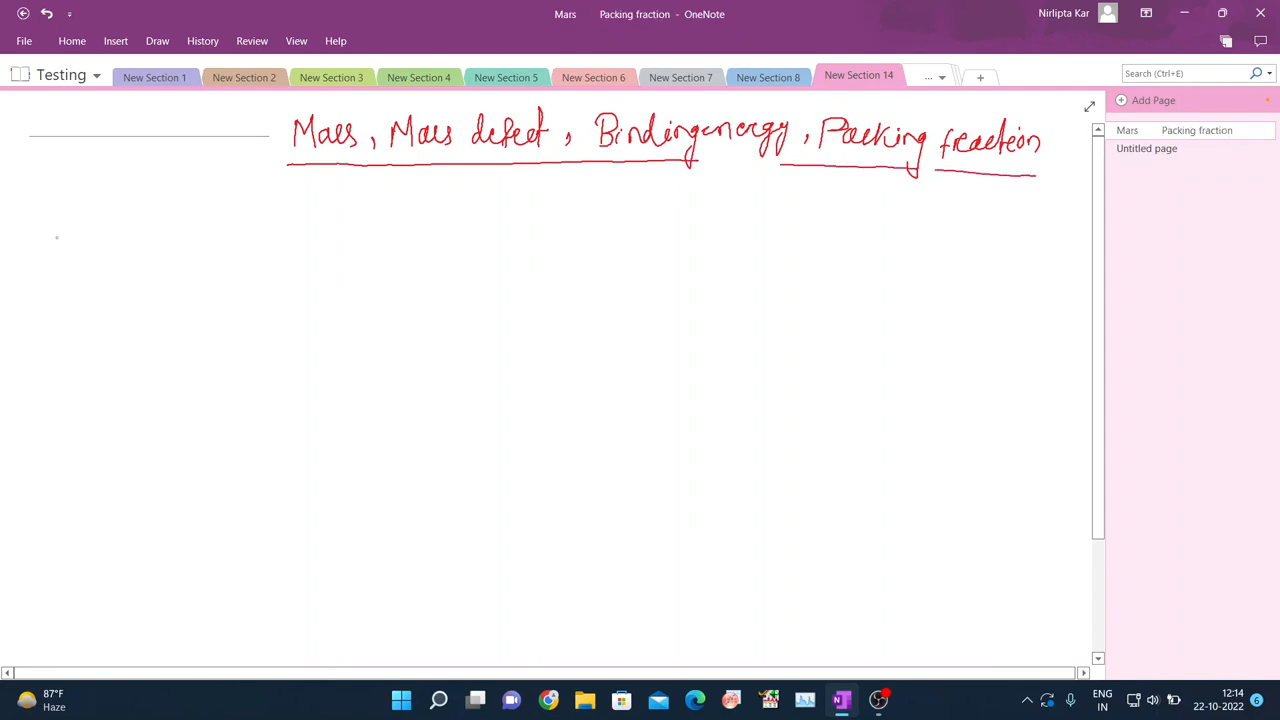 Mars Packing fraction - OneNote
Nirlipta Kar
File Home Insert Draw History Review View Help
Testing New Section 1 New Section 2 New Section 3 New Section 4 New Section 5 New Section 6 New Section 7 New Section 8 New Section 14 ... + Search (Ctrl+E)
Add Page
Mass, Mass defect, Binding energy, Packing fraction
Mars Packing fraction
Untitled page
87°F
Haze
ENG
IN
12:14
22-10-2022
6